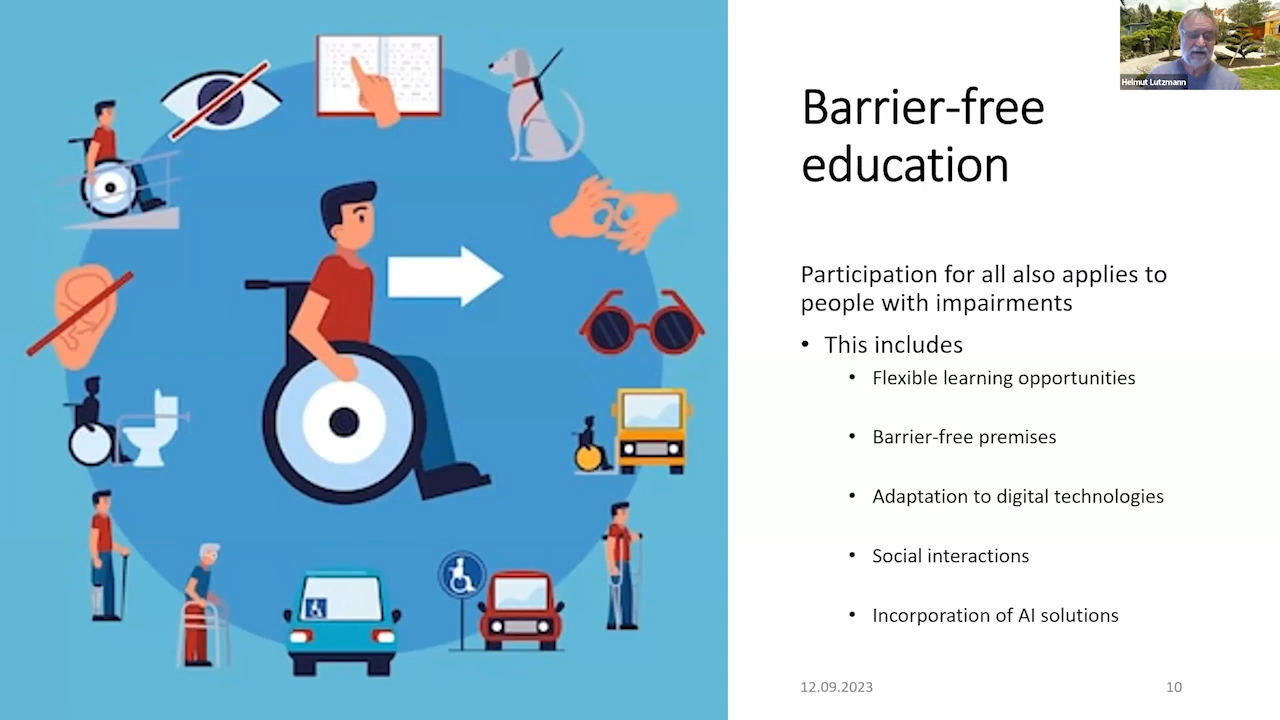 Helmut Lutzmann
Barrier-free
education
Participation for all also applies to
people with impairments
• This includes
• Flexible learning opportunities
• Barrier-free premises
• Adaptation to digital technologies
• Social interactions
• Incorporation of AI solutions
12.09.2023
10